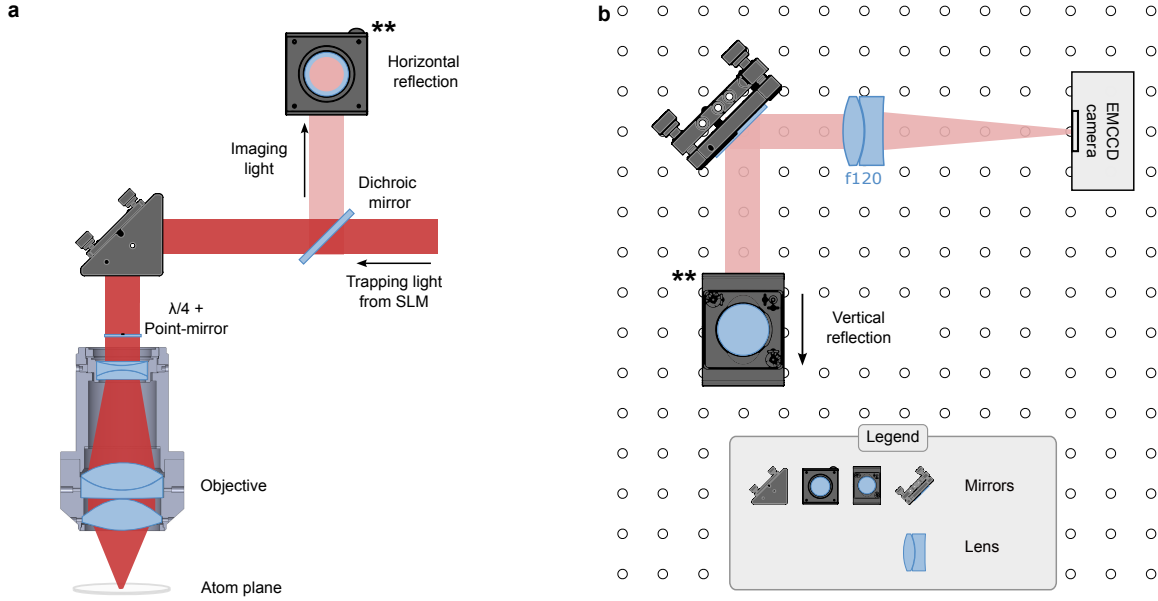 a
**
Horizontal
reflection
Imaging
light
Dichroic
mirror
Trapping light
from SLM
λ/4 +
Point-mirror
Objective
Atom plane
b
EMCCD
camera
f120
**
Vertical
reflection
Legend
Mirrors
Lens